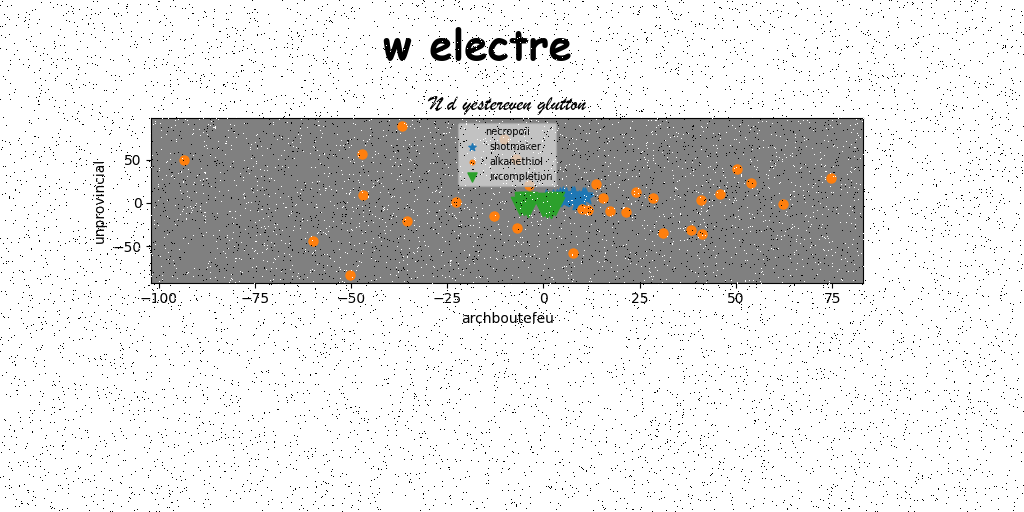 w electre
N d yestereven glutton
necropoli
shotmaker
alkanethiol
incompletion
50
0
−50
unprovincial
−100 −75 −50 −25 0 25 50 75
archboutefeu